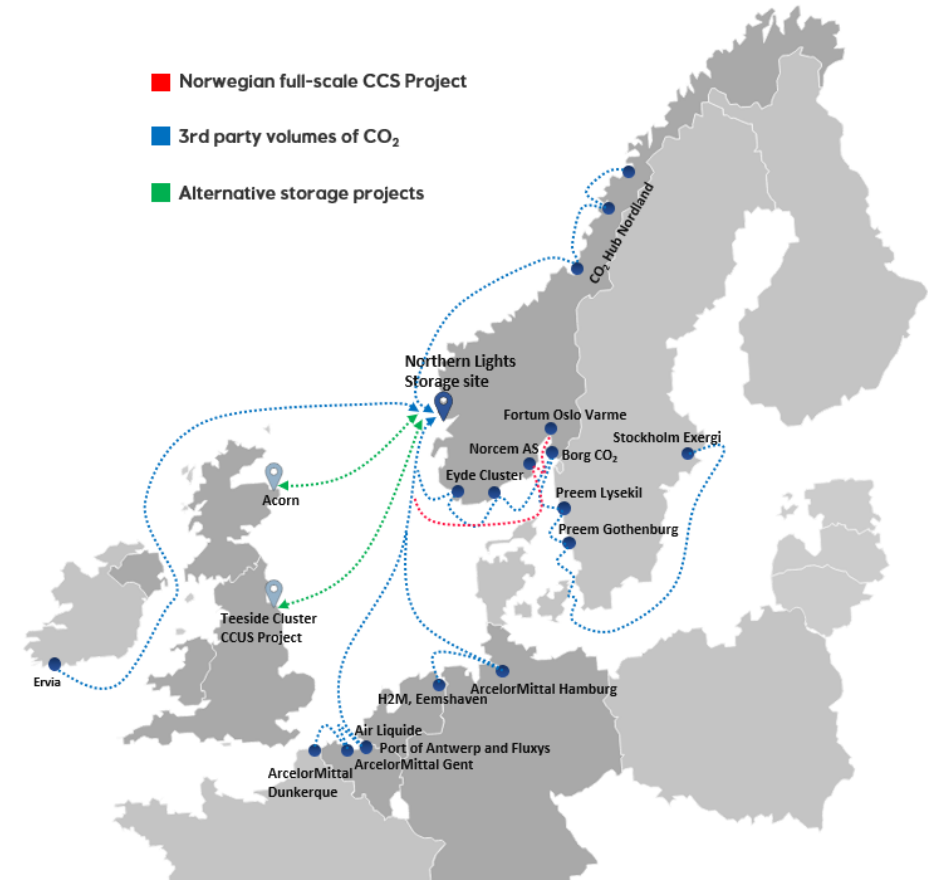 Norwegian full-scale CCS Project
3rd party volumes of CO₂
Alternative storage projects
CO₂ Hub Nordland
Northern Lights
Storage site
Fortum Oslo Varme
Stockholm Exergi
Norcem AS
Borg CO₂
Eyde Cluster
Preem Lysekil
Acorn
Preem Gothenburg
Teeside Cluster
CCUS Project
Ervia
ArcelorMittal Hamburg
H2M, Eemshaven
Air Liquide
Port of Antwerp and Fluxys
ArcelorMittal Gent
ArcelorMittal
Dunkerque